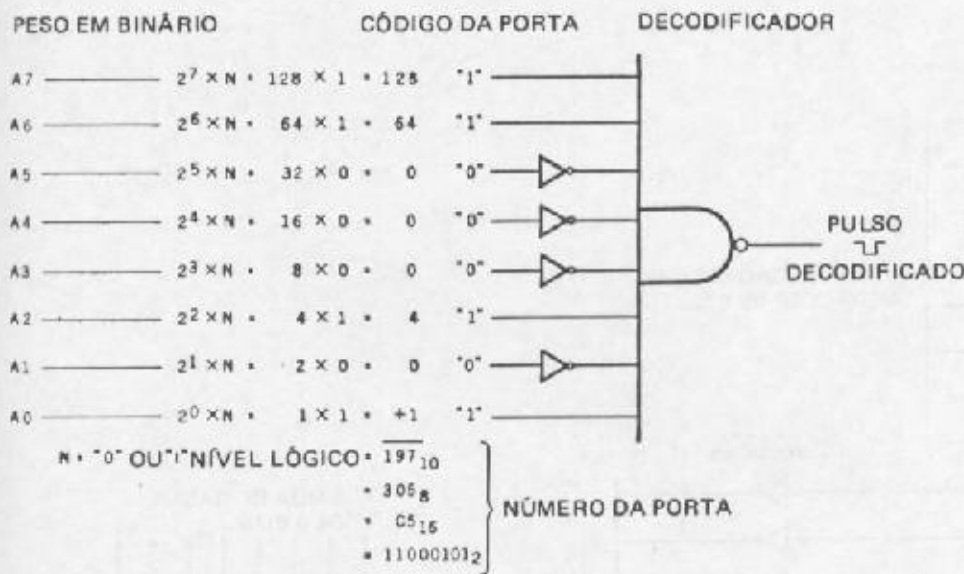 PESO EM BINÁRIO CÓDIGO DA PORTA DECODIFICADOR
A7 2⁷ × N = 128 × 1 = 128 "1"
A6 2⁶ × N = 64 × 1 = 64 "1"
A5 2⁵ × N = 32 × 0 = 0 "0"
A4 2⁴ × N = 16 × 0 = 0 "0"
PULSO
A3 2³ × N = 8 × 0 = 0 "0"
DECODIFICADO
A2 2² × N = 4 × 1 = 4 "1"
A1 2¹ × N = 2 × 0 = 0 "0"
A0 2⁰ × N = 1 × 1 = +1 "1"
N = "0" OU "1" NÍVEL LÓGICO = 197₁₀
= 305₈
= C5₁₆
= 110001012
NÚMERO DA PORTA